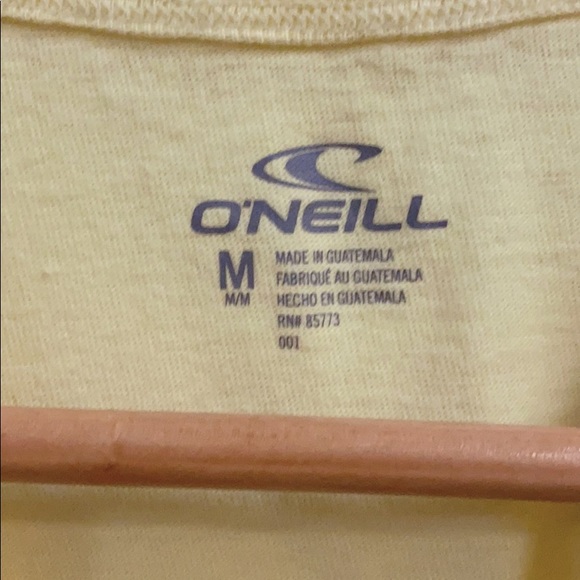 O'NEILL
M
M/M
MADE IN GUATEMALA
FABRIQUÉ AU GUATEMALA
HECHO EN GUATEMALA
RN# 85773
001